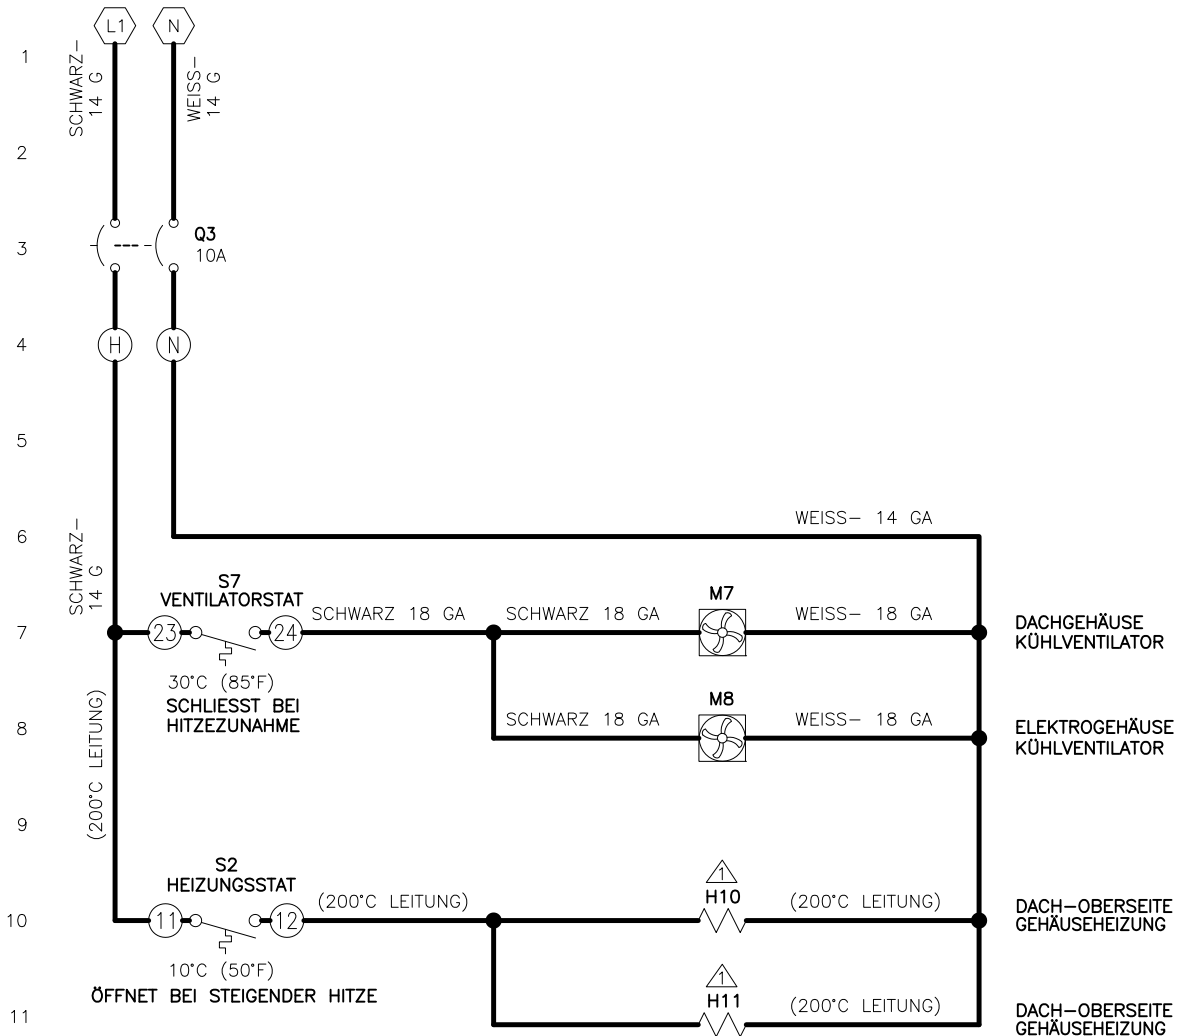 L1 N
1
SCHWARZ-
14 G
WEISS-
14 G
2
3
Q3
10A
4
H N
5
6
WEISS- 14 GA
SCHWARZ-
14 G
S7
VENTILATORSTAT
7
23 24
SCHWARZ 18 GA
SCHWARZ 18 GA
M7
WEISS- 18 GA
DACHGEHÄUSE
KÜHLVENTILATOR
30°C (85°F)
SCHLIESST BEI
HITZEZUNAHME
8
SCHWARZ 18 GA
M8
WEISS- 18 GA
ELEKTROGEHÄUSE
KÜHLVENTILATOR
(200°C LEITUNG)
9
S2
HEIZUNGSSTAT
10
11 12
(200°C LEITUNG)
1
H10
(200°C LEITUNG)
DACH-OBERSEITE
GEHÄUSEHEIZUNG
10°C (50°F)
ÖFFNET BEI STEIGENDER HITZE
11
1
H11
(200°C LEITUNG)
DACH-OBERSEITE
GEHÄUSEHEIZUNG